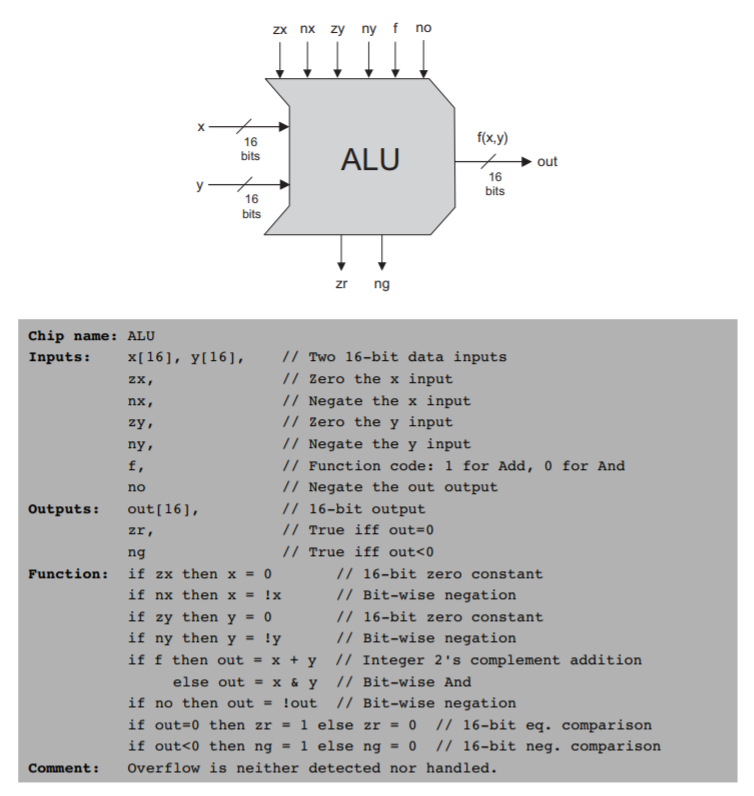 zx nx zy ny f no
x
16
bits
ALU
f(x,y)
out
16
bits
y
16
bits
zr ng
Chip name: ALU
Inputs: x[16], y[16], // Two 16-bit data inputs
zx, // Zero the x input
nx, // Negate the x input
zy, // Zero the y input
ny, // Negate the y input
f, // Function code: 1 for Add, 0 for And
no // Negate the out output
Outputs: out[16], // 16-bit output
zr, // True iff out=0
ng // True iff out<0
Function: if zx then x = 0 // 16-bit zero constant
if nx then x = !x // Bit-wise negation
if zy then y = 0 // 16-bit zero constant
if ny then y = !y // Bit-wise negation
if f then out = x + y // Integer 2's complement addition
else out = x & y // Bit-wise And
if no then out = !out // Bit-wise negation
if out=0 then zr = 1 else zr = 0 // 16-bit eq. comparison
if out<0 then ng = 1 else ng = 0 // 16-bit neg. comparison
Comment: Overflow is neither detected nor handled.